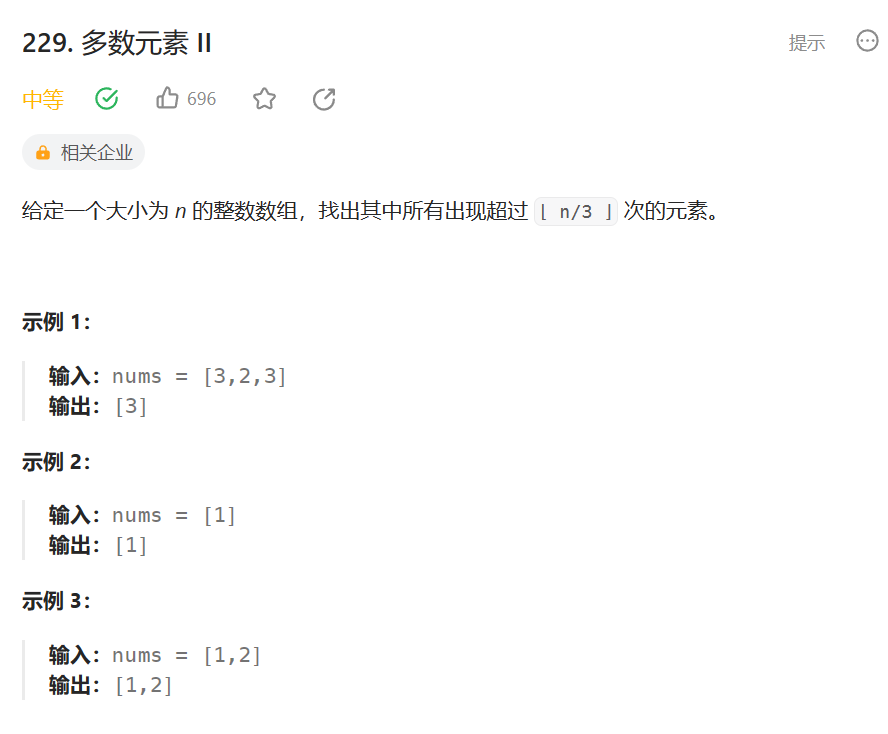 229. 多数元素 II
提示
中等
696
相关企业
给定一个大小为 n 的整数数组，找出其中所有出现超过 ⌊ n/3 ⌋ 次的元素。
示例 1：
输入：nums = [3,2,3]
输出：[3]
示例 2：
输入：nums = [1]
输出：[1]
示例 3：
输入：nums = [1,2]
输出：[1,2]